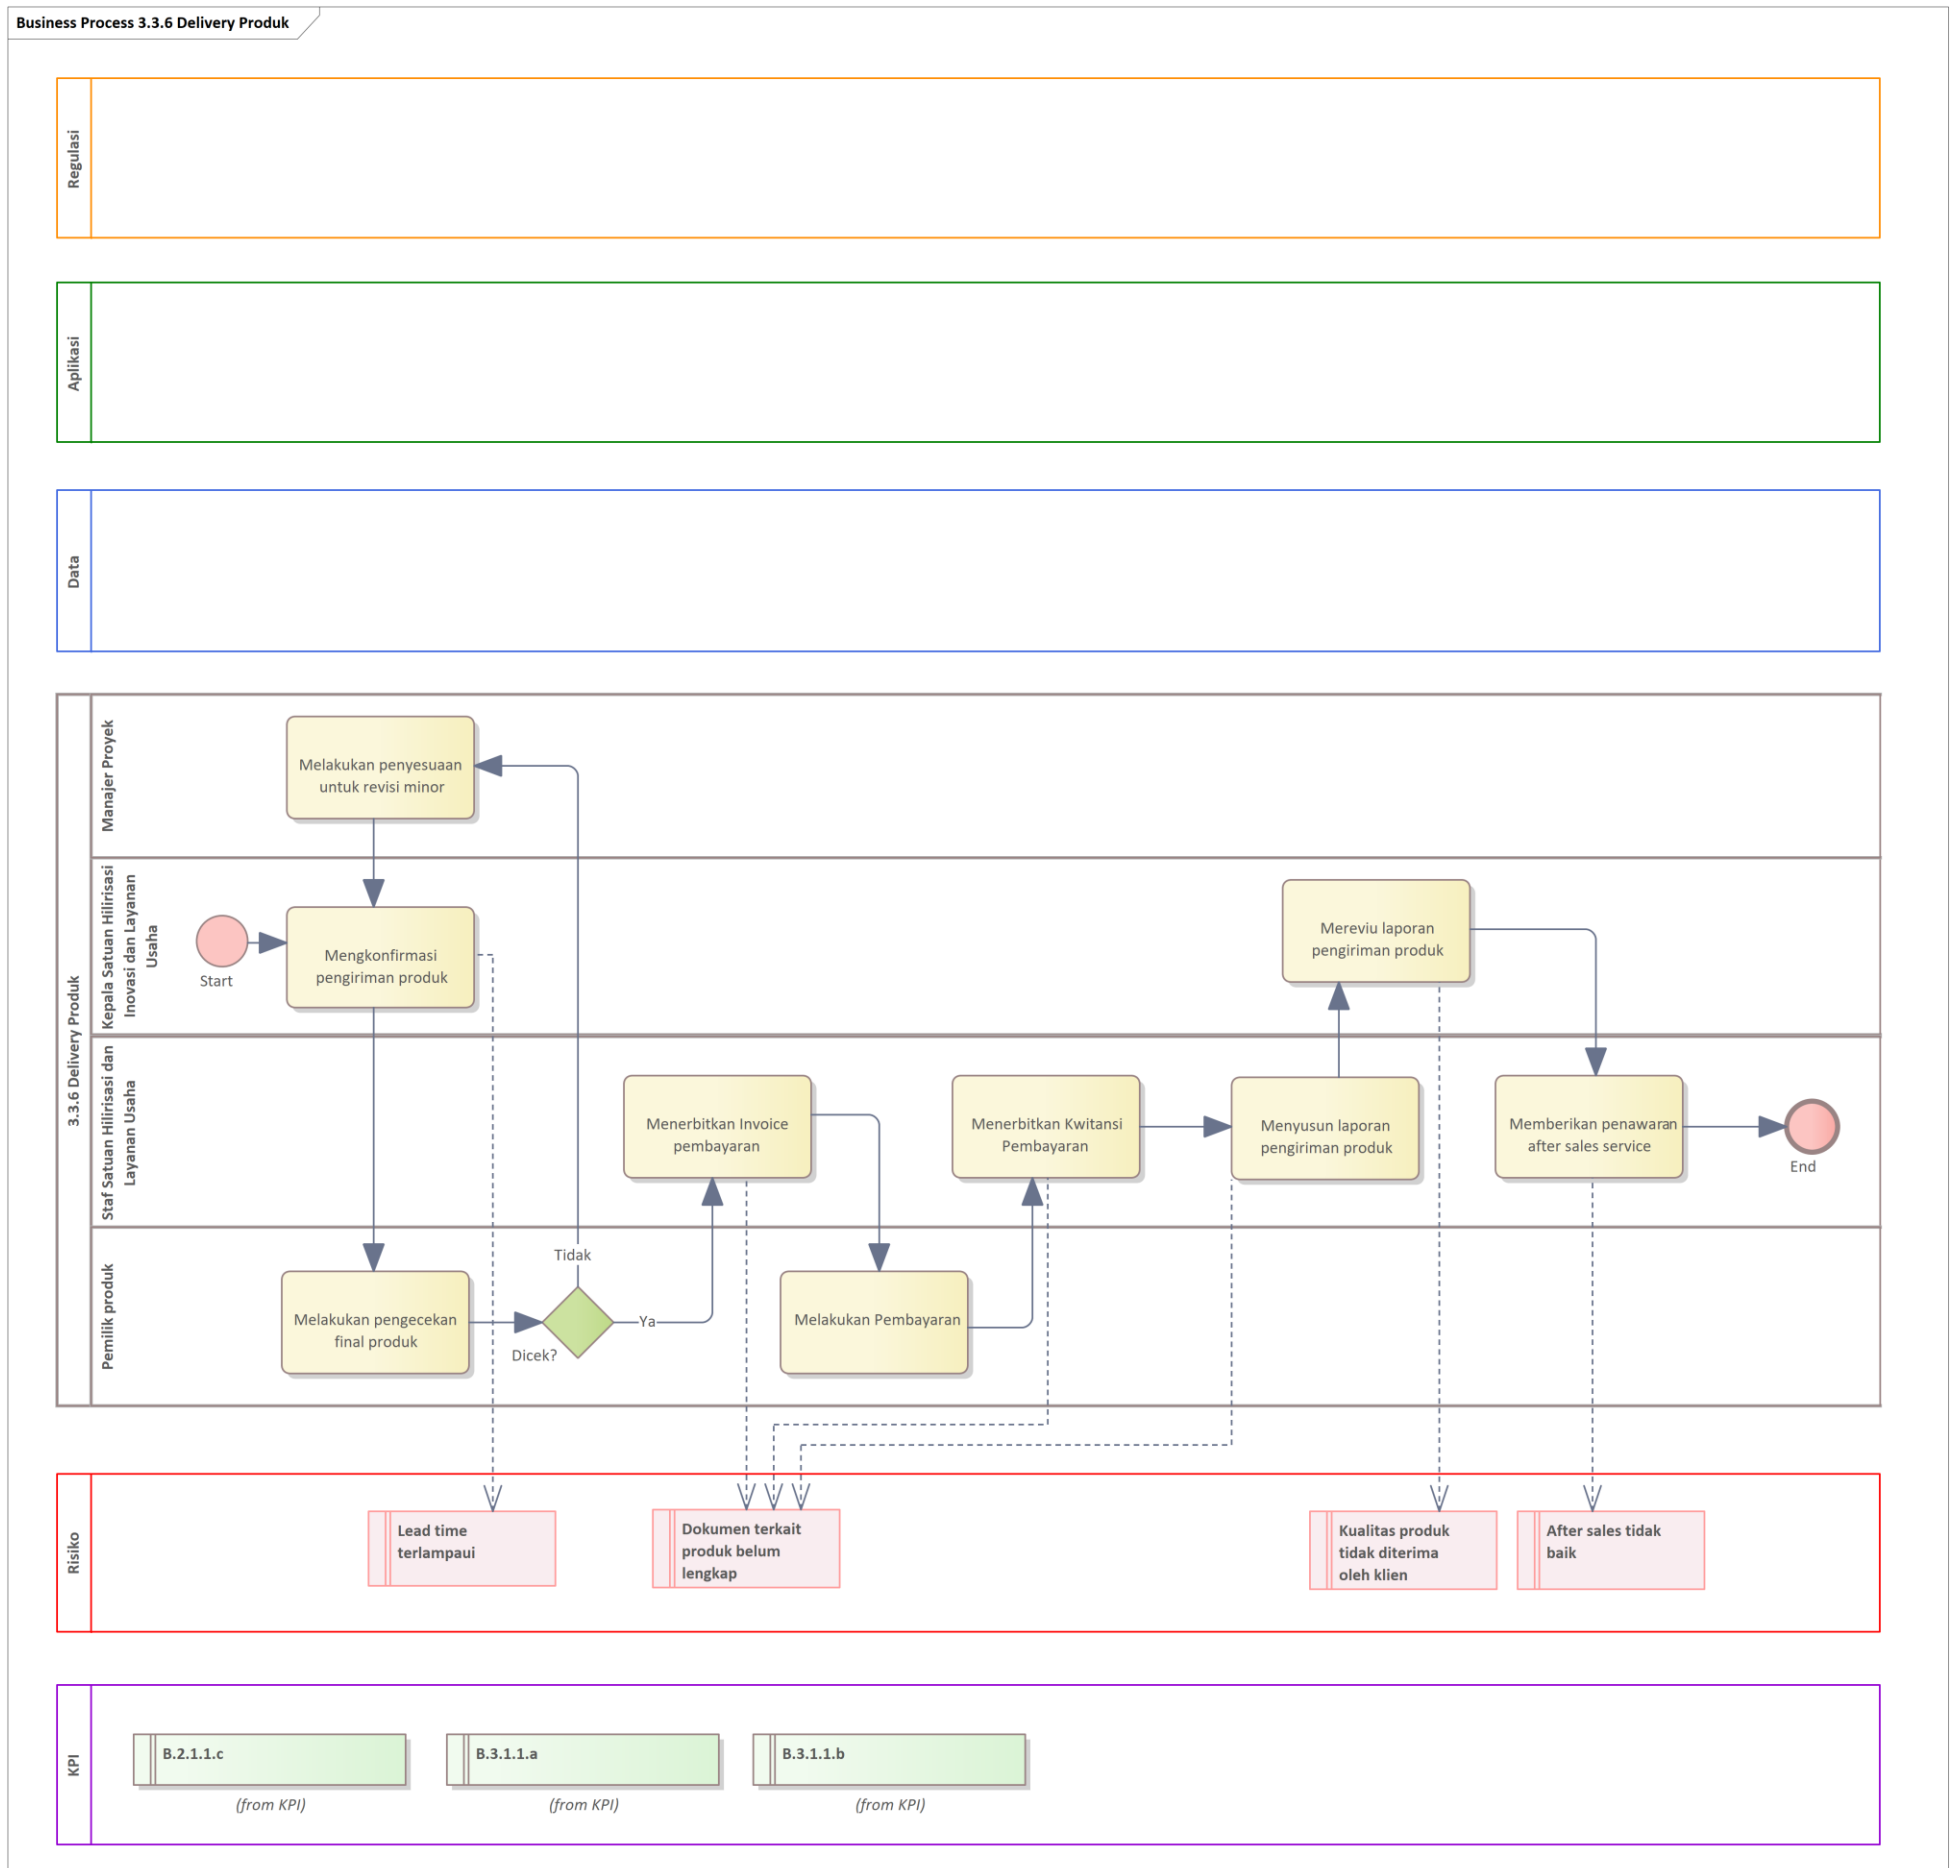 Business Process 3.3.6 Delivery Produk
Regulasi
Aplikasi
Data
3.3.6 Delivery Produk
Manajer Proyek
Melakukan penyesuaan
untuk revisi minor
Kepala Satuan Hilirisasi
Inovasi dan Layanan
Usaha
Start
Mengkonfirmasi
pengiriman produk
Mereviu laporan
pengiriman produk
Staf Satuan Hilirisasi dan
Layanan Usaha
Menerbitkan Invoice
pembayaran
Menerbitkan Kwitansi
Pembayaran
Menyusun laporan
pengiriman produk
Memberikan penawaran
after sales service
End
Pemilik produk
Melakukan pengecekan
final produk
Tidak
Dicek?
Ya
Melakukan Pembayaran
Risiko
Lead time
terlampaui
Dokumen terkait
produk belum
lengkap
Kualitas produk
tidak diterima
oleh klien
After sales tidak
baik
KPI
B.2.1.1.c
(from KPI)
B.3.1.1.a
(from KPI)
B.3.1.1.b
(from KPI)